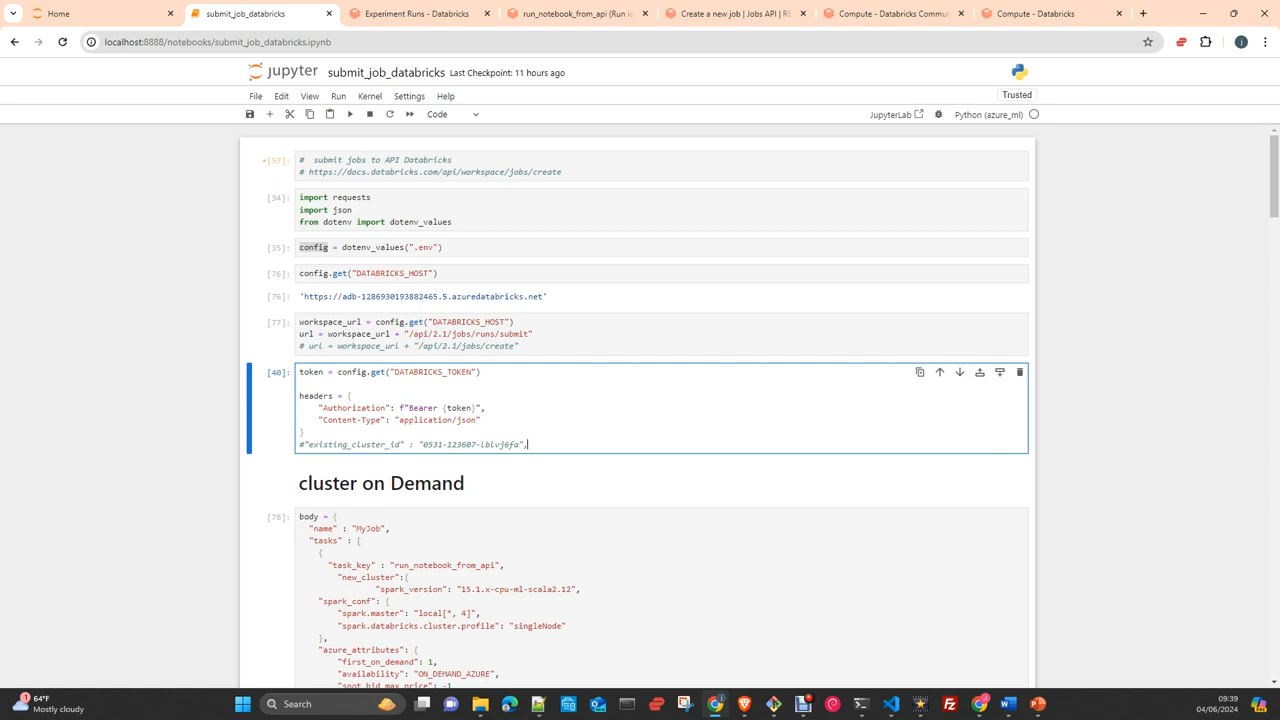 Home
submit_job_databricks
Experiment Runs - Databricks
run_notebook_from_api (Run i
Create a new job | Jobs API | RE
Compute - Databricks Commu
Compute - Databricks
localhost:8888/notebooks/submit_job_databricks.ipynb
jupyter submit_job_databricks Last Checkpoint: 11 hours ago
File Edit View Run Kernel Settings Help
Trusted
Code
JupyterLab
Python (azure_ml)
*[57]: # submit jobs to API Databricks
# https://docs.databricks.com/api/workspace/jobs/create
[34]: import requests
import json
from dotenv import dotenv_values
[35]: config = dotenv_values(".env")
[76]: config.get("DATABRICKS_HOST")
[76]: 'https://adb-1286930193882465.5.azuredatabricks.net'
[77]: workspace_url = config.get("DATABRICKS_HOST")
url = workspace_url + "/api/2.1/jobs/runs/submit"
# url = workspace_url + "/api/2.1/jobs/create"
[40]: token = config.get("DATABRICKS_TOKEN")
headers = {
"Authorization": f"Bearer {token}",
"Content-Type": "application/json"
}
#"existing_cluster_id" : "0531-123607-lblvj6fa",
cluster on Demand
[78]: body = {
"name" : "MyJob",
"tasks" : [
{
"task_key" : "run_notebook_from_api",
"new_cluster":{
"spark_version": "15.1.x-cpu-ml-scala2.12",
"spark_conf": {
"spark.master": "local[*, 4]",
"spark.databricks.cluster.profile": "singleNode"
},
"azure_attributes": {
"first_on_demand": 1,
"availability": "ON_DEMAND_AZURE",
"spot_bid_max_price": -1
64°F
Mostly cloudy
Search
09:39
04/06/2024